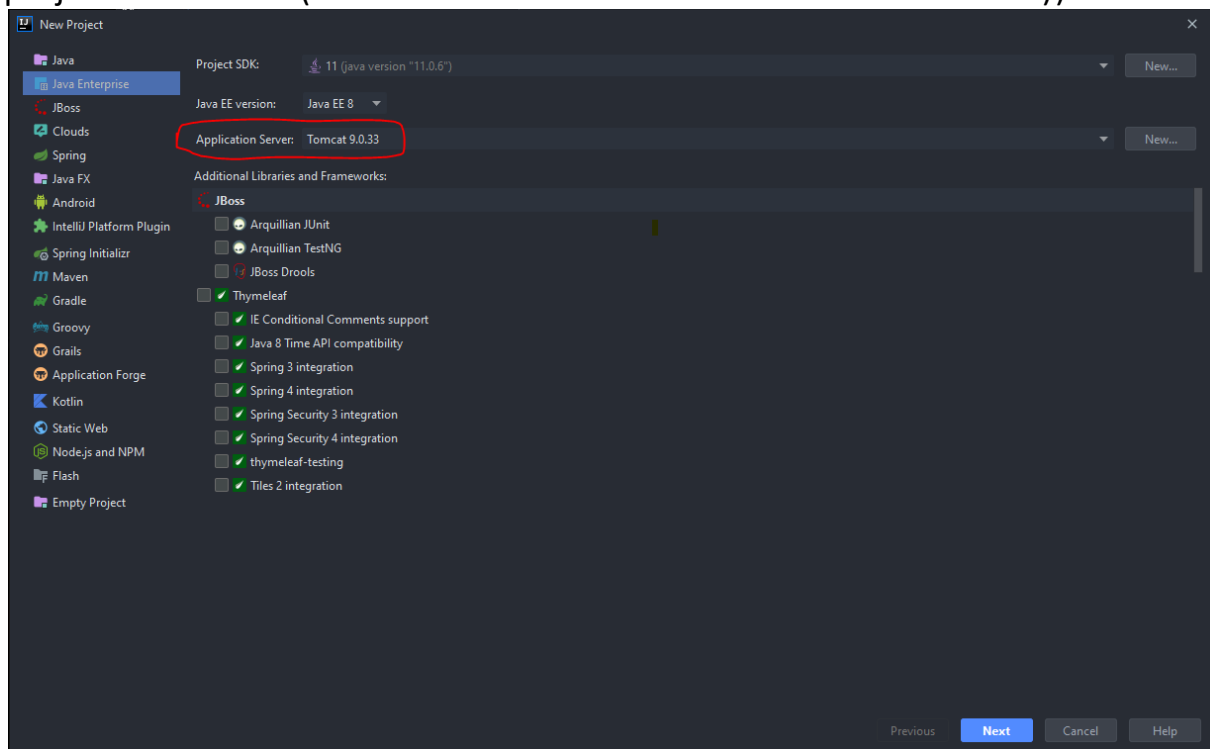 New Project
Java
Java Enterprise
JBoss
Clouds
Spring
Java FX
Android
IntelliJ Platform Plugin
Spring Initializr
Maven
Gradle
Groovy
Grails
Application Forge
Kotlin
Static Web
Node.js and NPM
Flash
Empty Project
Project SDK: 11 (java version "11.0.6") New...
Java EE version: Java EE 8
Application Server: Tomcat 9.0.33 New...
Additional Libraries and Frameworks:
JBoss
Arquillian JUnit
Arquillian TestNG
JBoss Drools
Thymeleaf
IE Conditional Comments support
Java 8 Time API compatibility
Spring 3 integration
Spring 4 integration
Spring Security 3 integration
Spring Security 4 integration
thymeleaf-testing
Tiles 2 integration
Previous Next Cancel Help